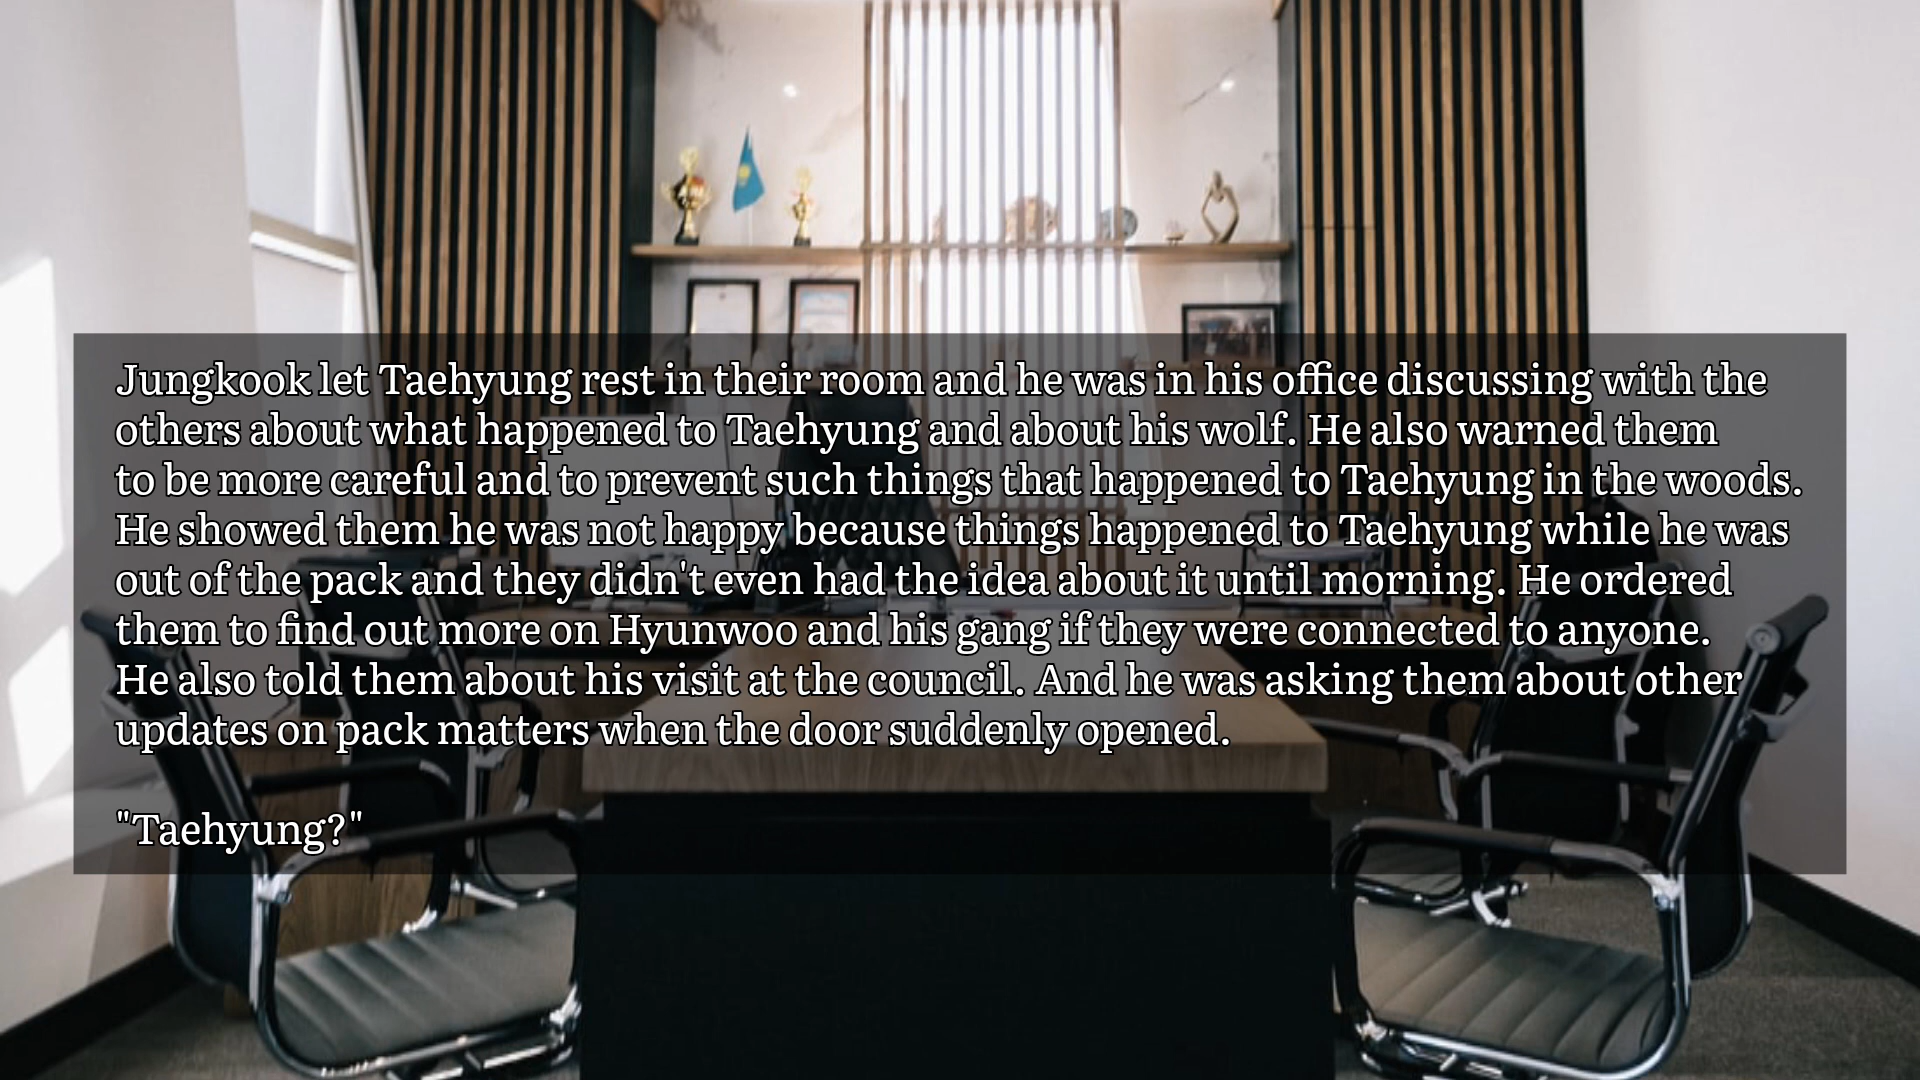 Jungkook let Taehyung rest in their room and he was in his office discussing with the
others about what happened to Taehyung and about his wolf. He also warned them
to be more careful and to prevent such things that happened to Taehyung in the woods.
He showed them he was not happy because things happened to Taehyung while he was
out of the pack and they didn't even had the idea about it until morning. He ordered
them to find out more on Hyunwoo and his gang if they were connected to anyone.
He also told them about his visit at the council. And he was asking them about other
updates on pack matters when the door suddenly opened.
"Taehyung?"